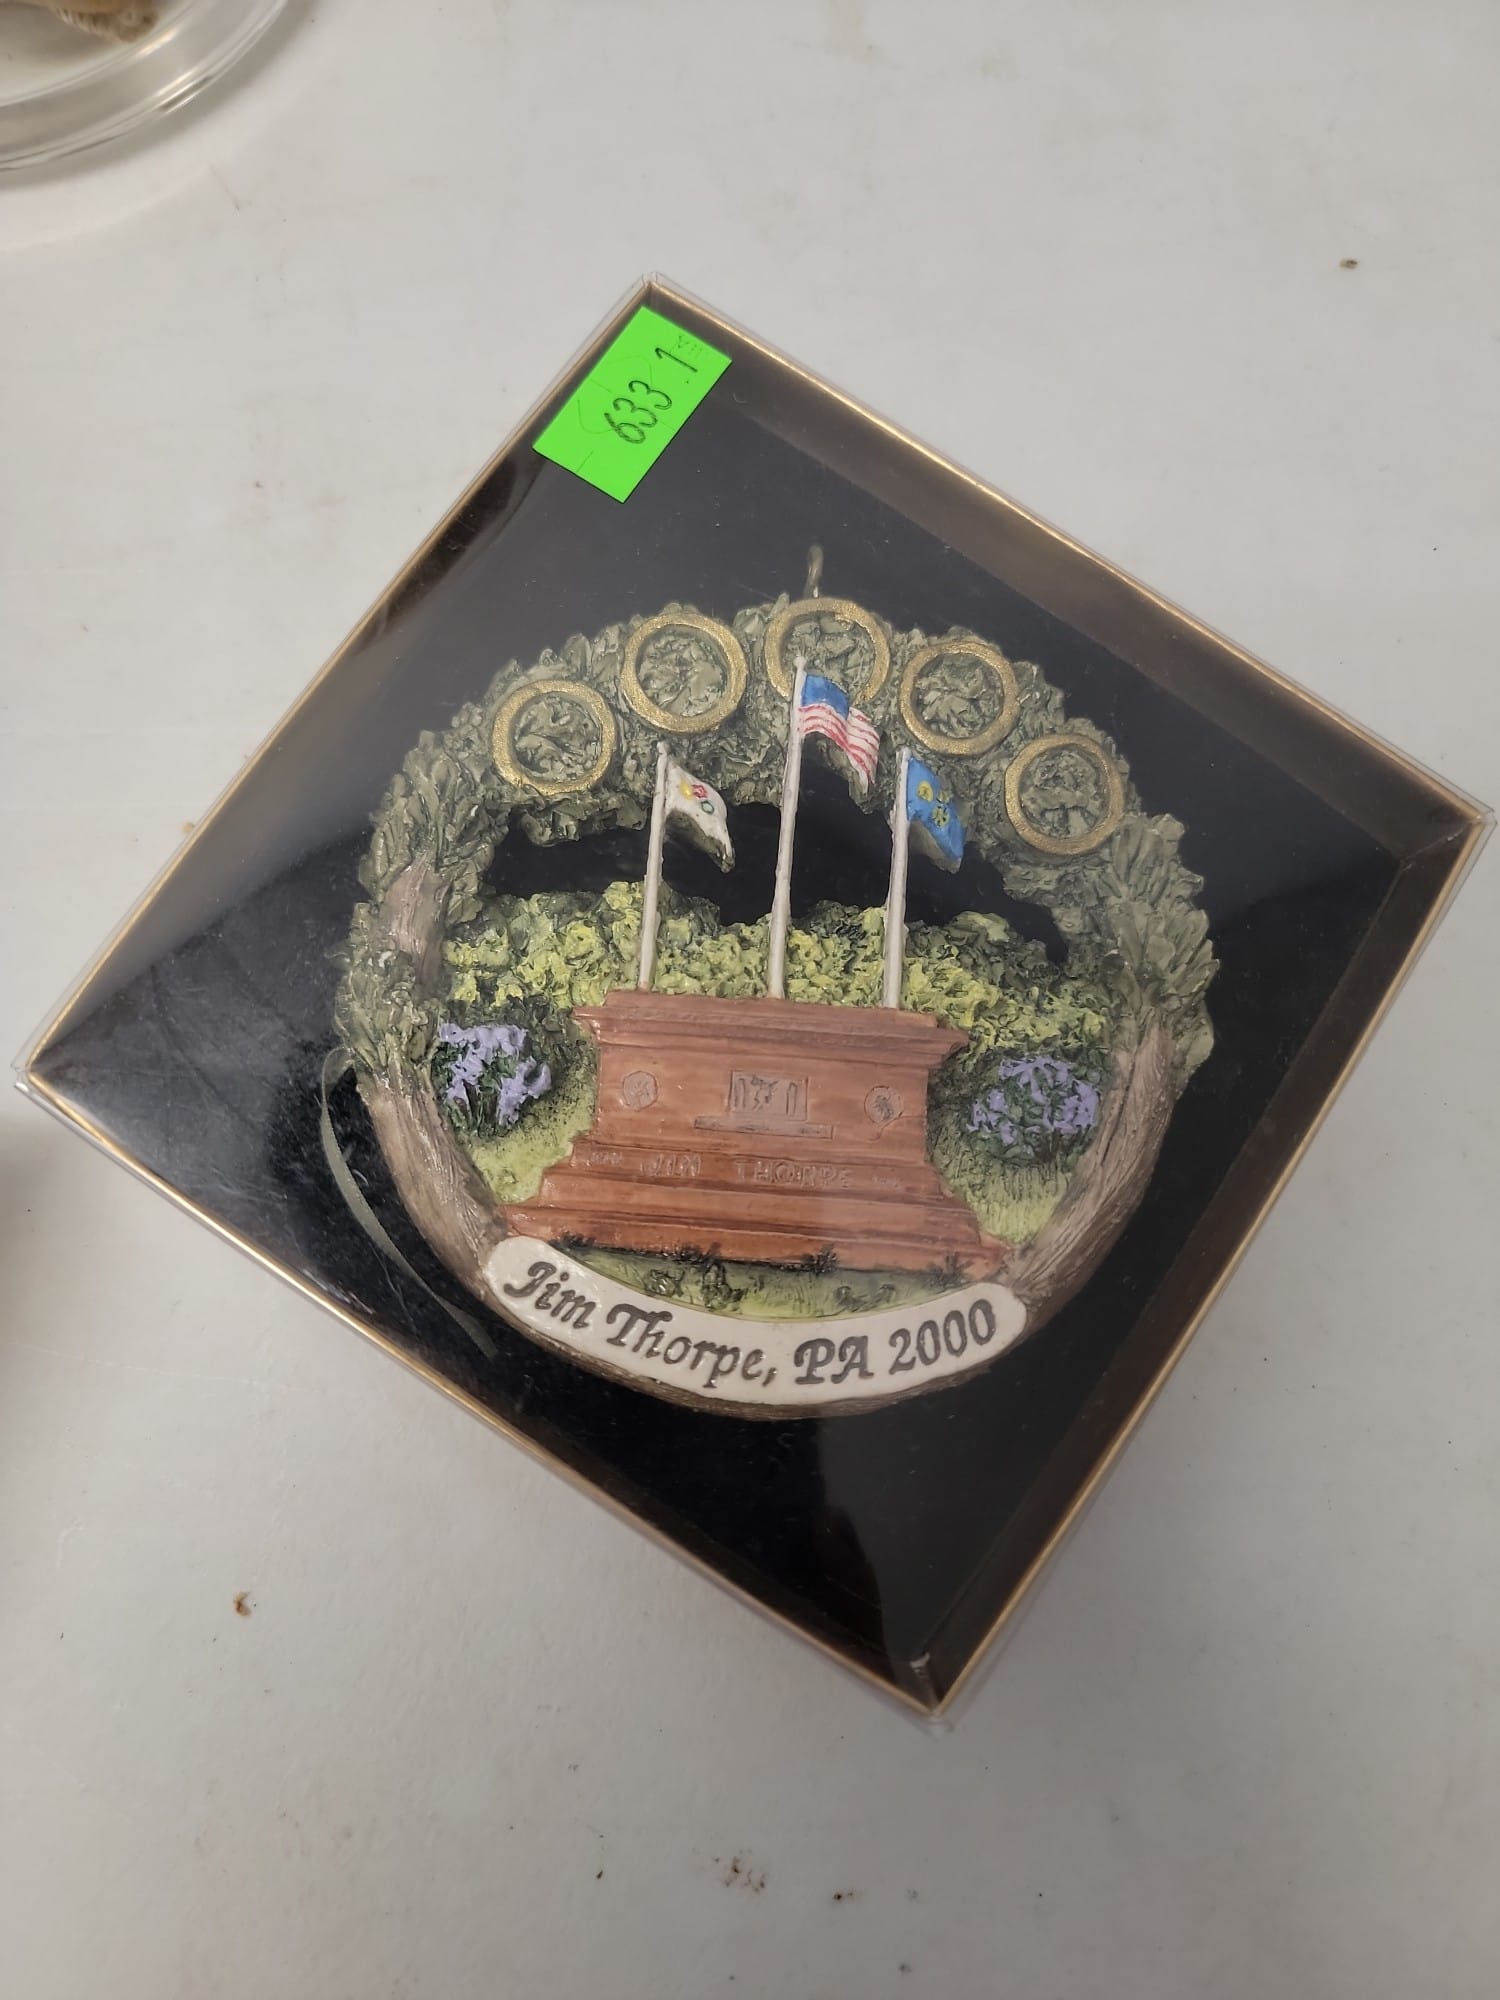 633 1
JIM THORPE
Jim Thorpe, PA 2000